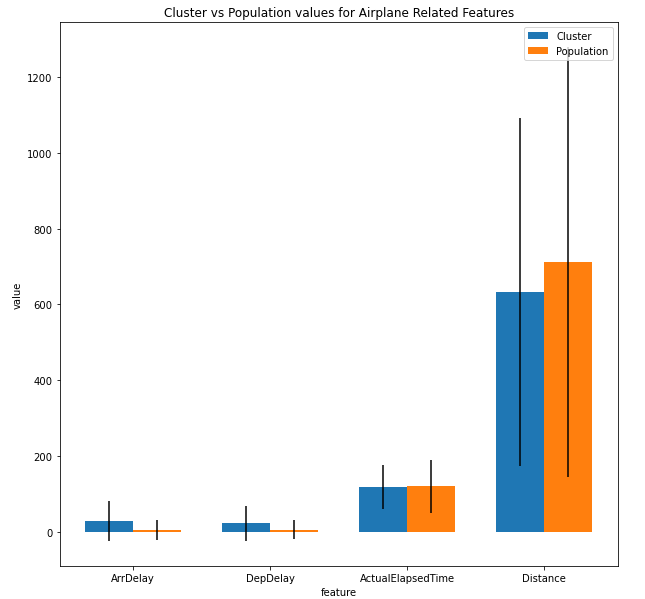 Cluster vs Population values for Airplane Related Features
Cluster
Population
1200
1000
800
600
400
200
0
value
ArrDelay DepDelay ActualElapsedTime Distance
feature